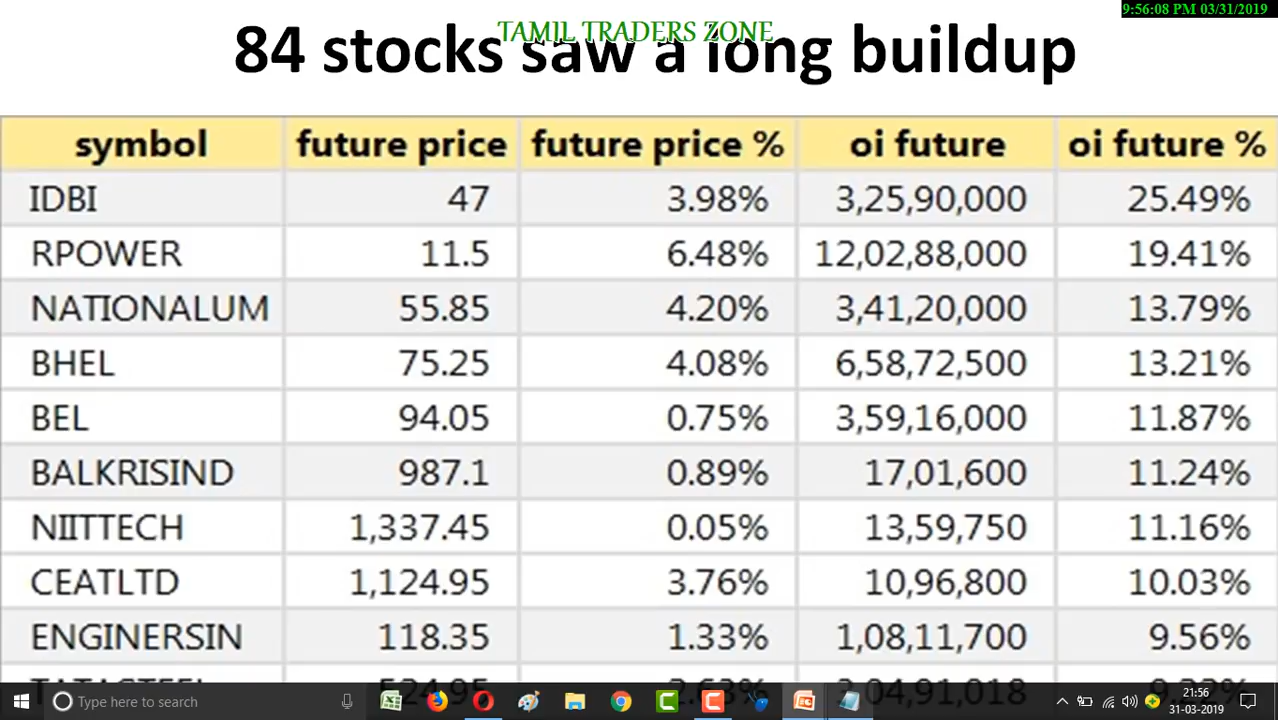 9:56:08 PM 03/31/2019
TAMIL TRADERS ZONE
84 stocks saw a long buildup
symbol future price future price % oi future oi future %
IDBI 47 3.98% 3,25,90,000 25.49%
RPOWER 11.5 6.48% 12,02,88,000 19.41%
NATIONALUM 55.85 4.20% 3,41,20,000 13.79%
BHEL 75.25 4.08% 6,58,72,500 13.21%
BEL 94.05 0.75% 3,59,16,000 11.87%
BALKRISIND 987.1 0.89% 17,01,600 11.24%
NIITTECH 1,337.45 0.05% 13,59,750 11.16%
CEATLTD 1,124.95 3.76% 10,96,800 10.03%
ENGINERSIN 118.35 1.33% 1,08,11,700 9.56%
Type here to search
21:56
31-03-2019